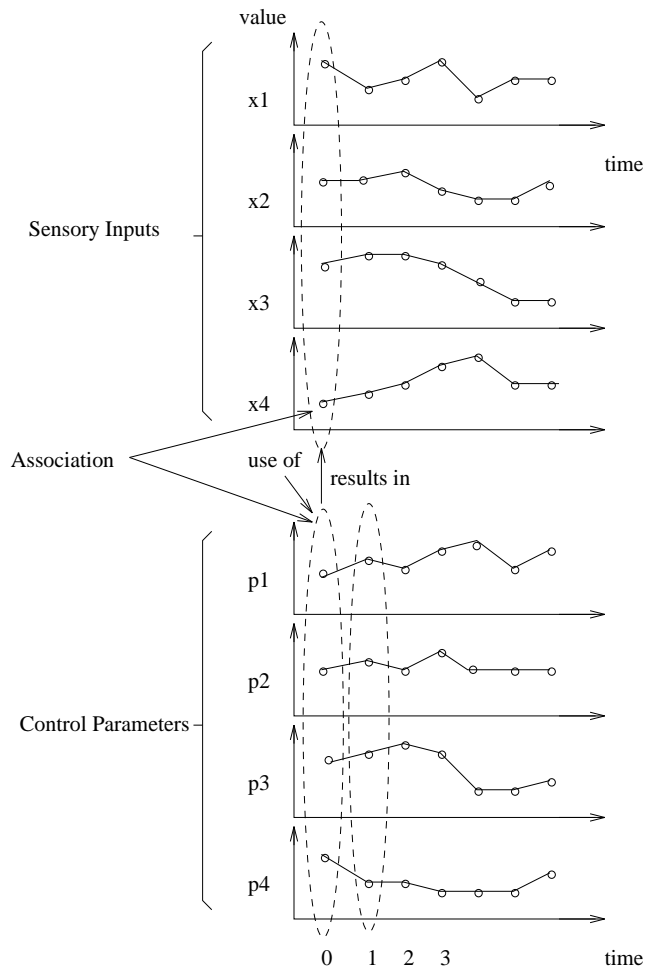 value
x1
time
x2
Sensory Inputs
x3
x4
Association
use of
results in
p1
p2
Control Parameters
p3
p4
0 1 2 3 time